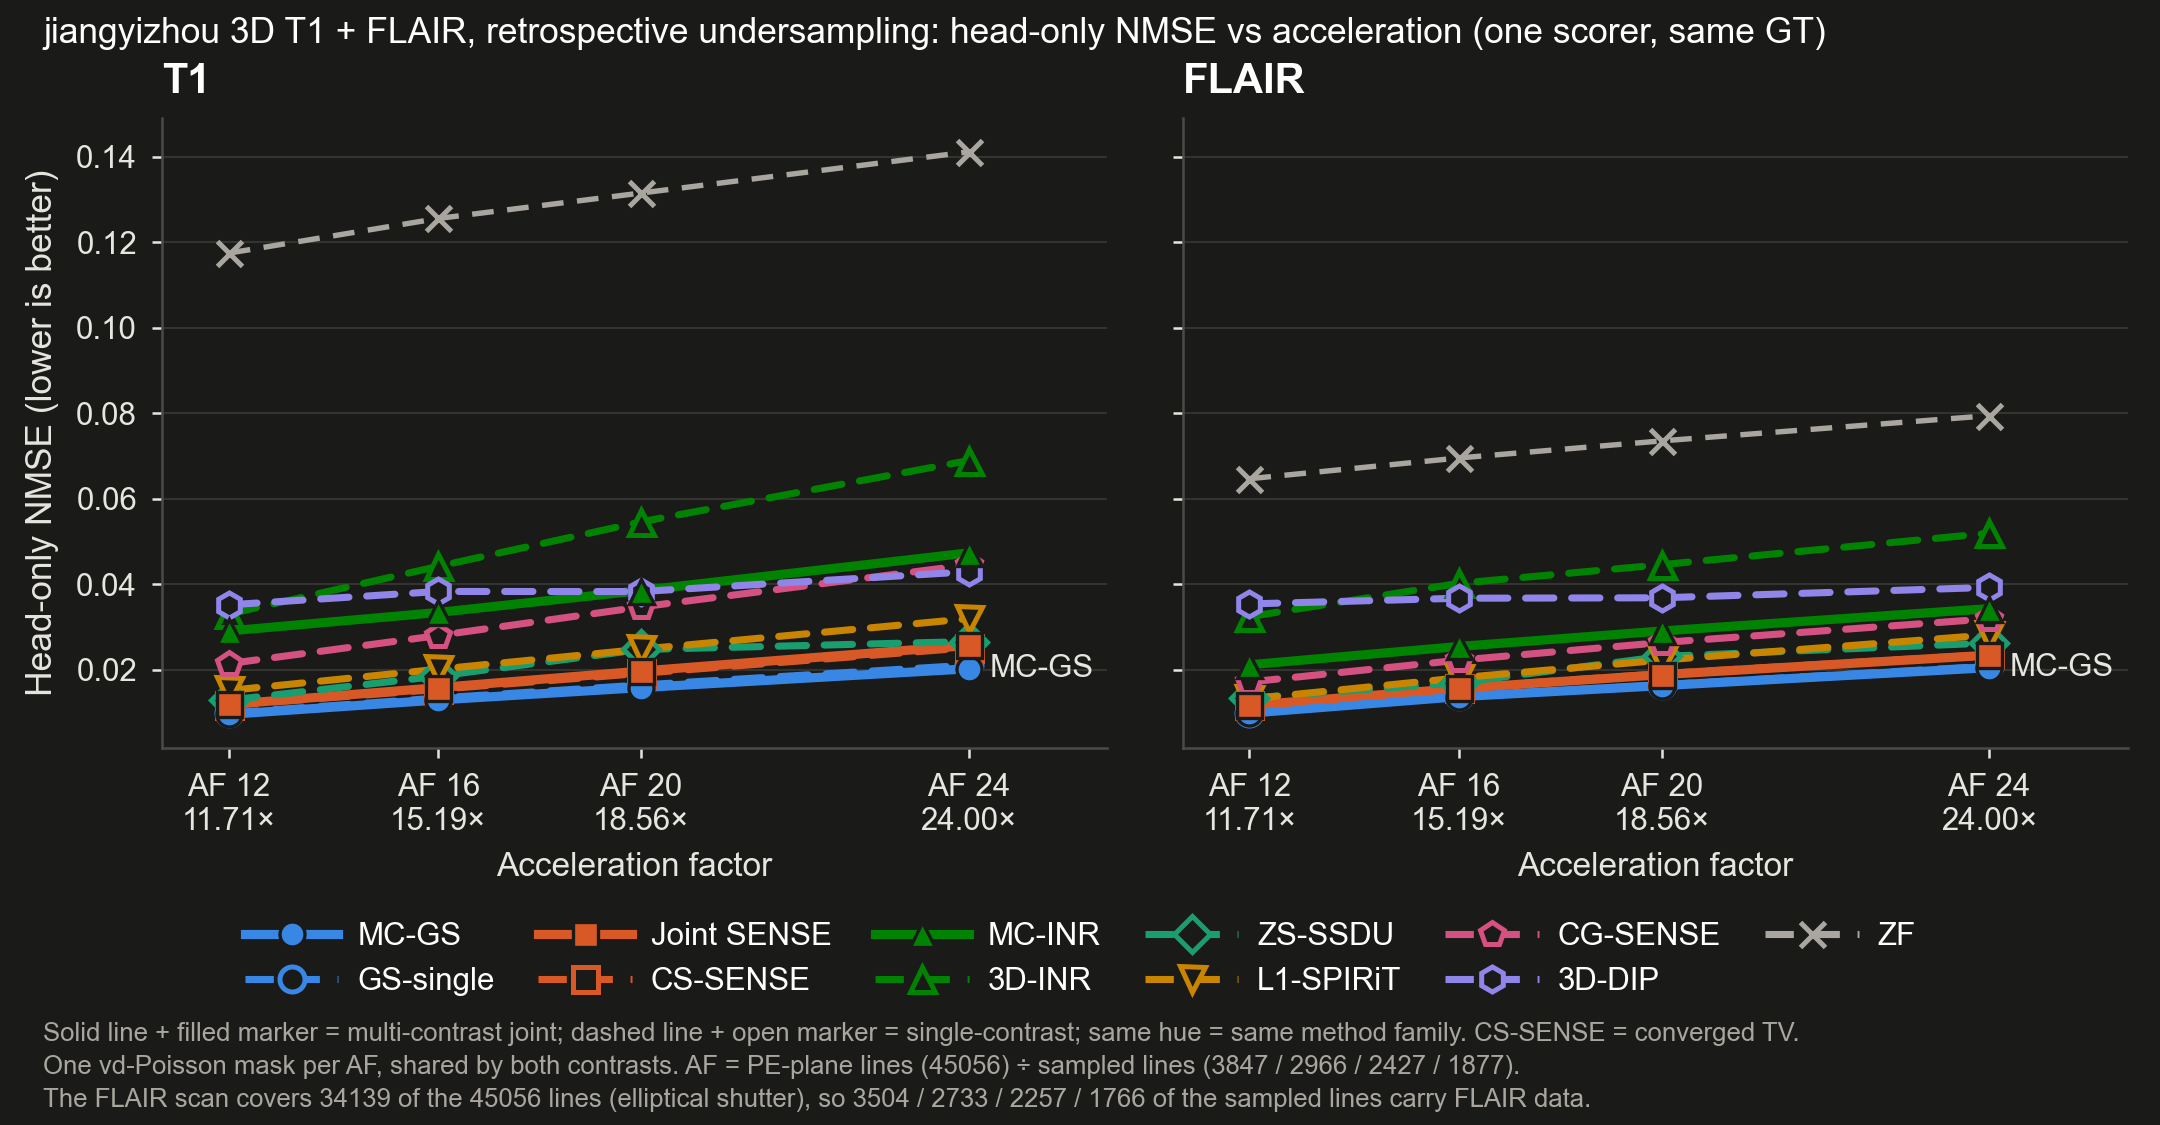 jiangyizhou 3D T1 + FLAIR, retrospective undersampling: head-only NMSE vs acceleration (one scorer, same GT)
T1
Head-only NMSE (lower is better)
0.14
0.12
0.10
0.08
0.06
0.04
0.02
MC-GS
AF 12
11.71×
AF 16
15.19×
AF 20
18.56×
AF 24
24.00×
Acceleration factor
FLAIR
MC-GS
AF 12
11.71×
AF 16
15.19×
AF 20
18.56×
AF 24
24.00×
Acceleration factor
MC-GS
GS-single
Joint SENSE
CS-SENSE
MC-INR
3D-INR
ZS-SSDU
L1-SPIRiT
CG-SENSE
3D-DIP
ZF
Solid line + filled marker = multi-contrast joint; dashed line + open marker = single-contrast; same hue = same method family. CS-SENSE = converged TV.
One vd-Poisson mask per AF, shared by both contrasts. AF = PE-plane lines (45056) ÷ sampled lines (3847 / 2966 / 2427 / 1877).
The FLAIR scan covers 34139 of the 45056 lines (elliptical shutter), so 3504 / 2733 / 2257 / 1766 of the sampled lines carry FLAIR data.